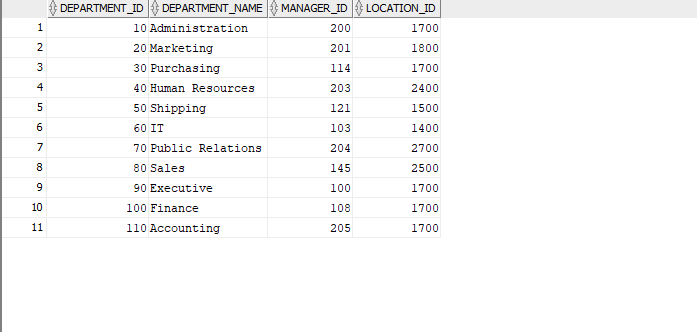 DEPARTMENT_ID DEPARTMENT_NAME MANAGER_ID LOCATION_ID
1 10 Administration 200 1700
2 20 Marketing 201 1800
3 30 Purchasing 114 1700
4 40 Human Resources 203 2400
5 50 Shipping 121 1500
6 60 IT 103 1400
7 70 Public Relations 204 2700
8 80 Sales 145 2500
9 90 Executive 100 1700
10 100 Finance 108 1700
11 110 Accounting 205 1700